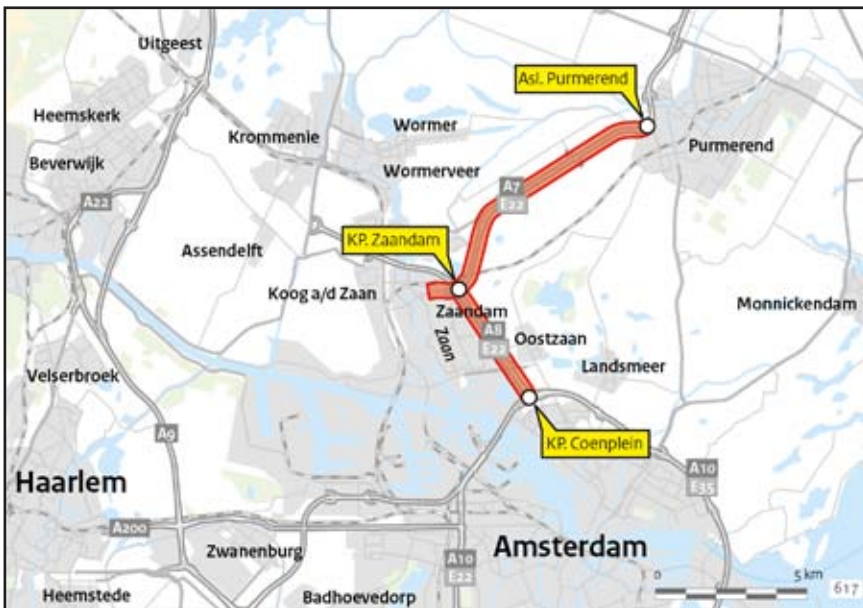 Uitgeest
Asl. Purmerend
Heemskerk
Krommenie
Wormer
Beverwijk
Purmerend
Wormerveer
A22
A7
E22
KP. Zaandam
Assendelft
Koog a/d Zaan
Monnickendam
Zaandam
Zaan
A8
E22
Oostzaan
Landsmeer
Velserbroek
A9
KP. Coenplein
A10
E35
Haarlem
A200
Zwanenburg
Amsterdam
A10
E22
0
5 km
617
Heemstede
Badhoevedorp